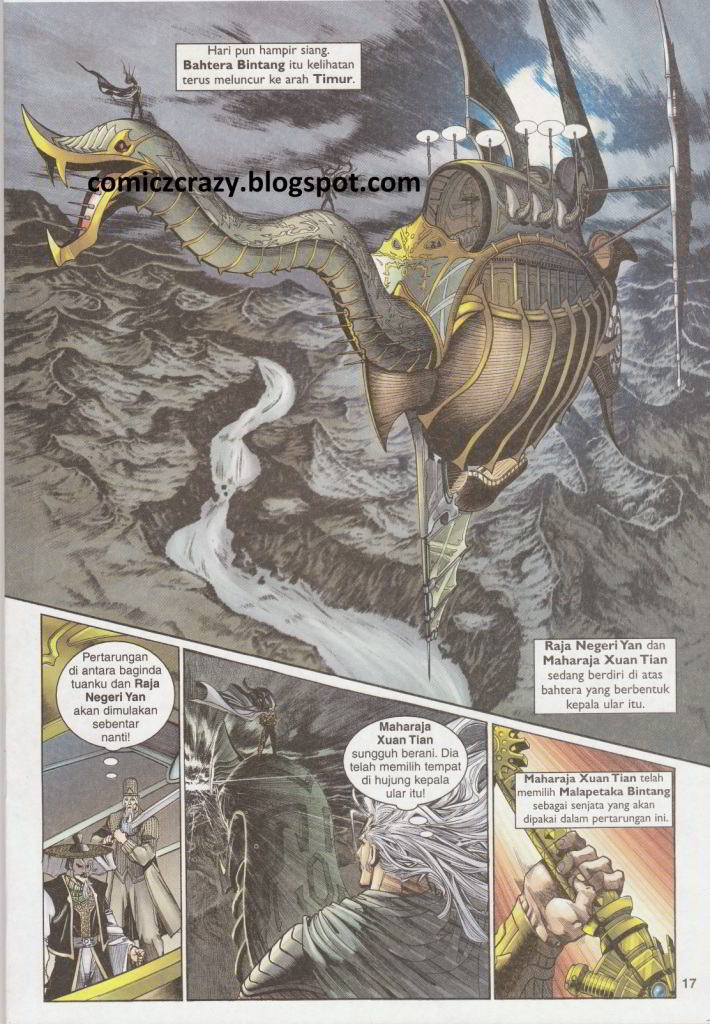 Hari pun hampir siang.
Bahtera Bintang itu kelihatan
terus meluncur ke arah Timur.
comiczcrazy.blogspot.com
Raja Negeri Yan dan
Maharaja Xuan Tian
sedang berdiri di atas
bahtera yang berbentuk
kepala ular itu.
Pertarungan
di antara baginda
tuanku dan Raja
Negeri Yan
akan dimulakan
sebentar
nanti!
Maharaja
Xuan Tian
sungguh berani. Dia
telah memilih tempat
di hujung kepala
ular itu!
Maharaja Xuan Tian telah
memilih Malapetaka Bintang
sebagai senjata yang akan
dipakai dalam pertarungan ini.
17